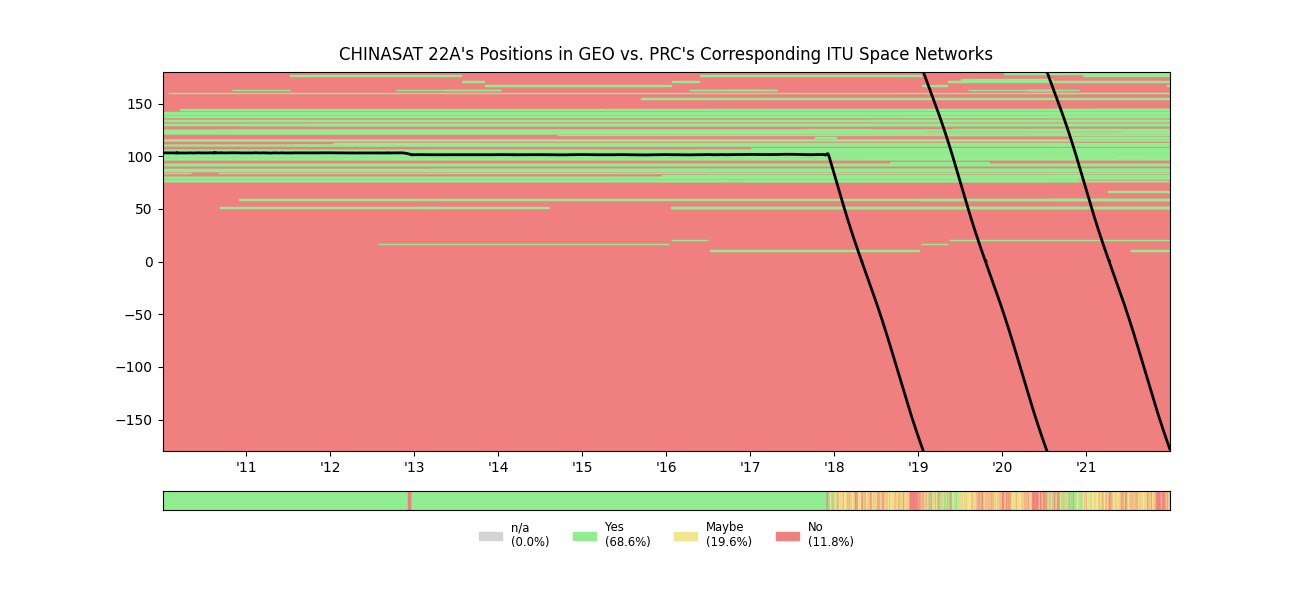 CHINASAT 22A's Positions in GEO vs. PRC's Corresponding ITU Space Networks
150
100
50
0
−50
−100
−150
'11 '12 '13 '14 '15 '16 '17 '18 '19 '20 '21
n/a Yes Maybe No
(0.0%) (68.6%) (19.6%) (11.8%)